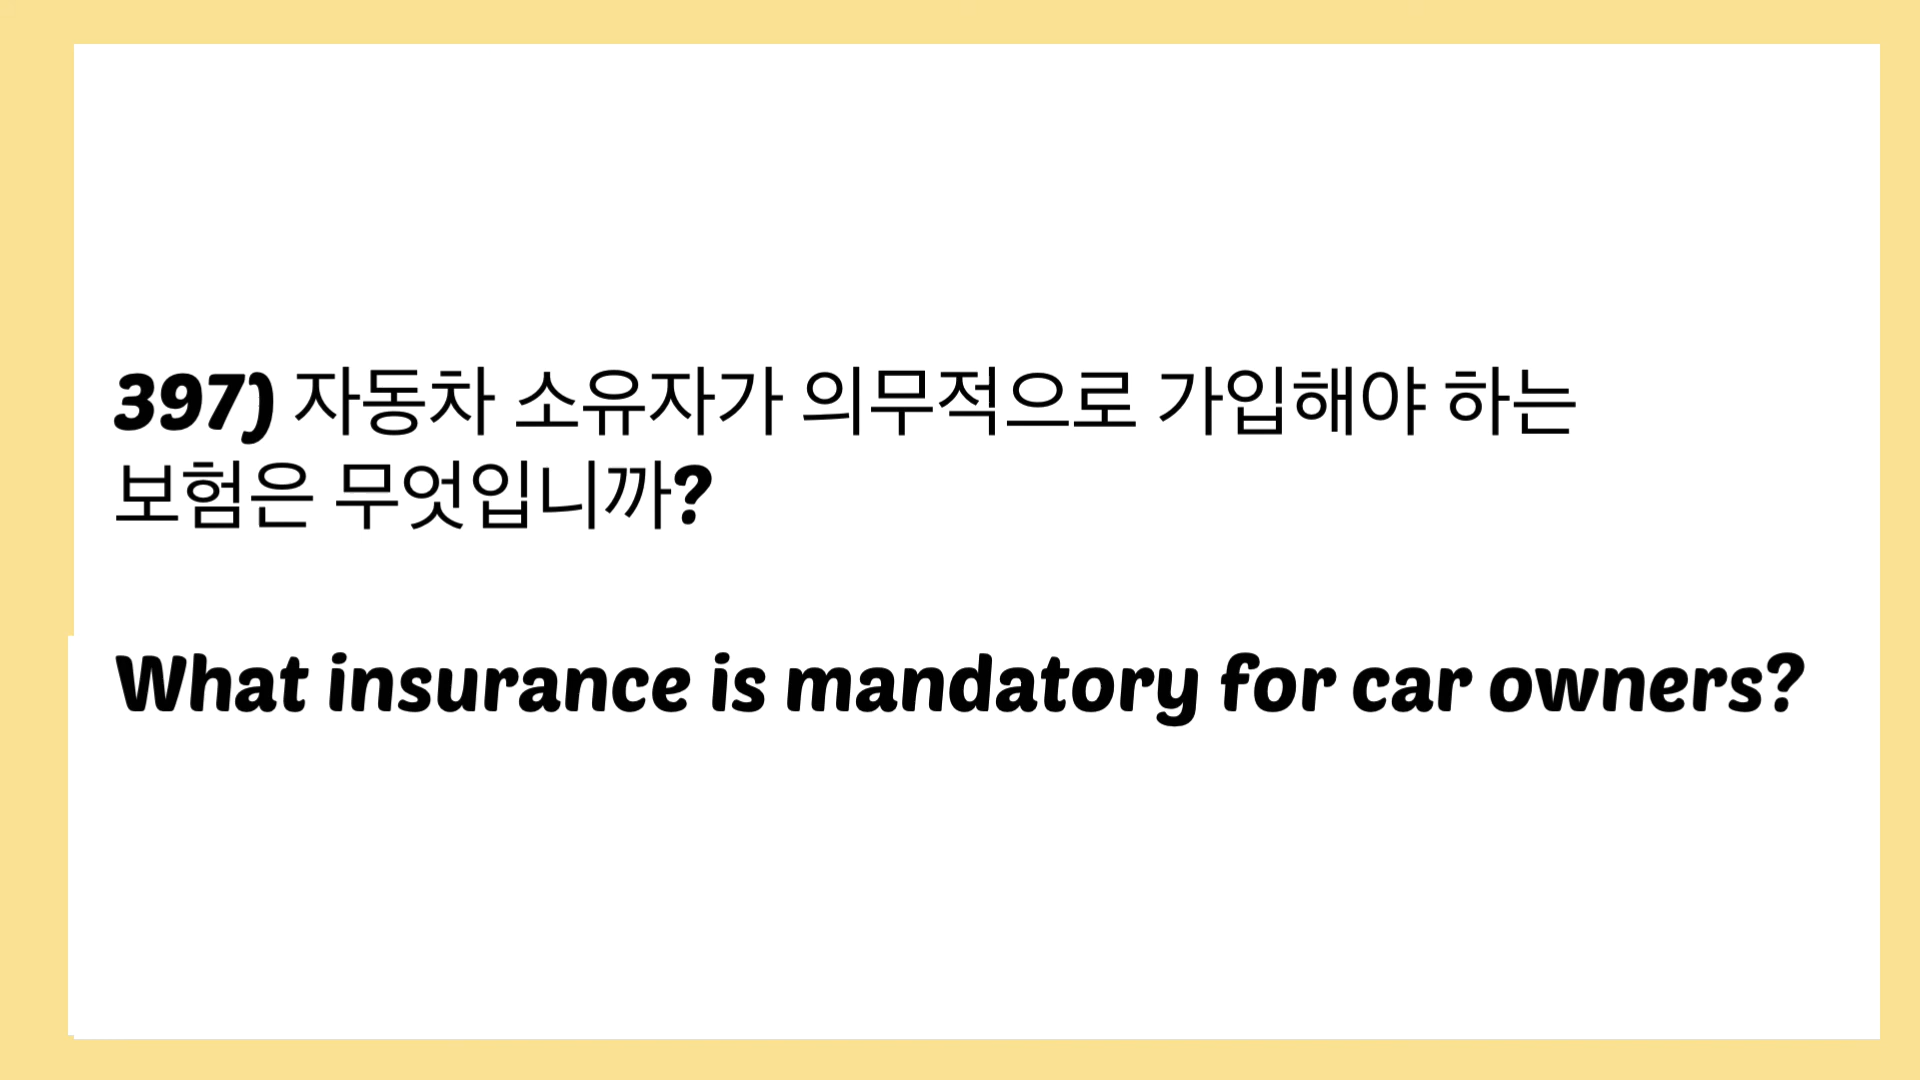 397) 자동차 소유자가 의무적으로 가입해야 하는
보험은 무엇입니까?
What insurance is mandatory for car owners?